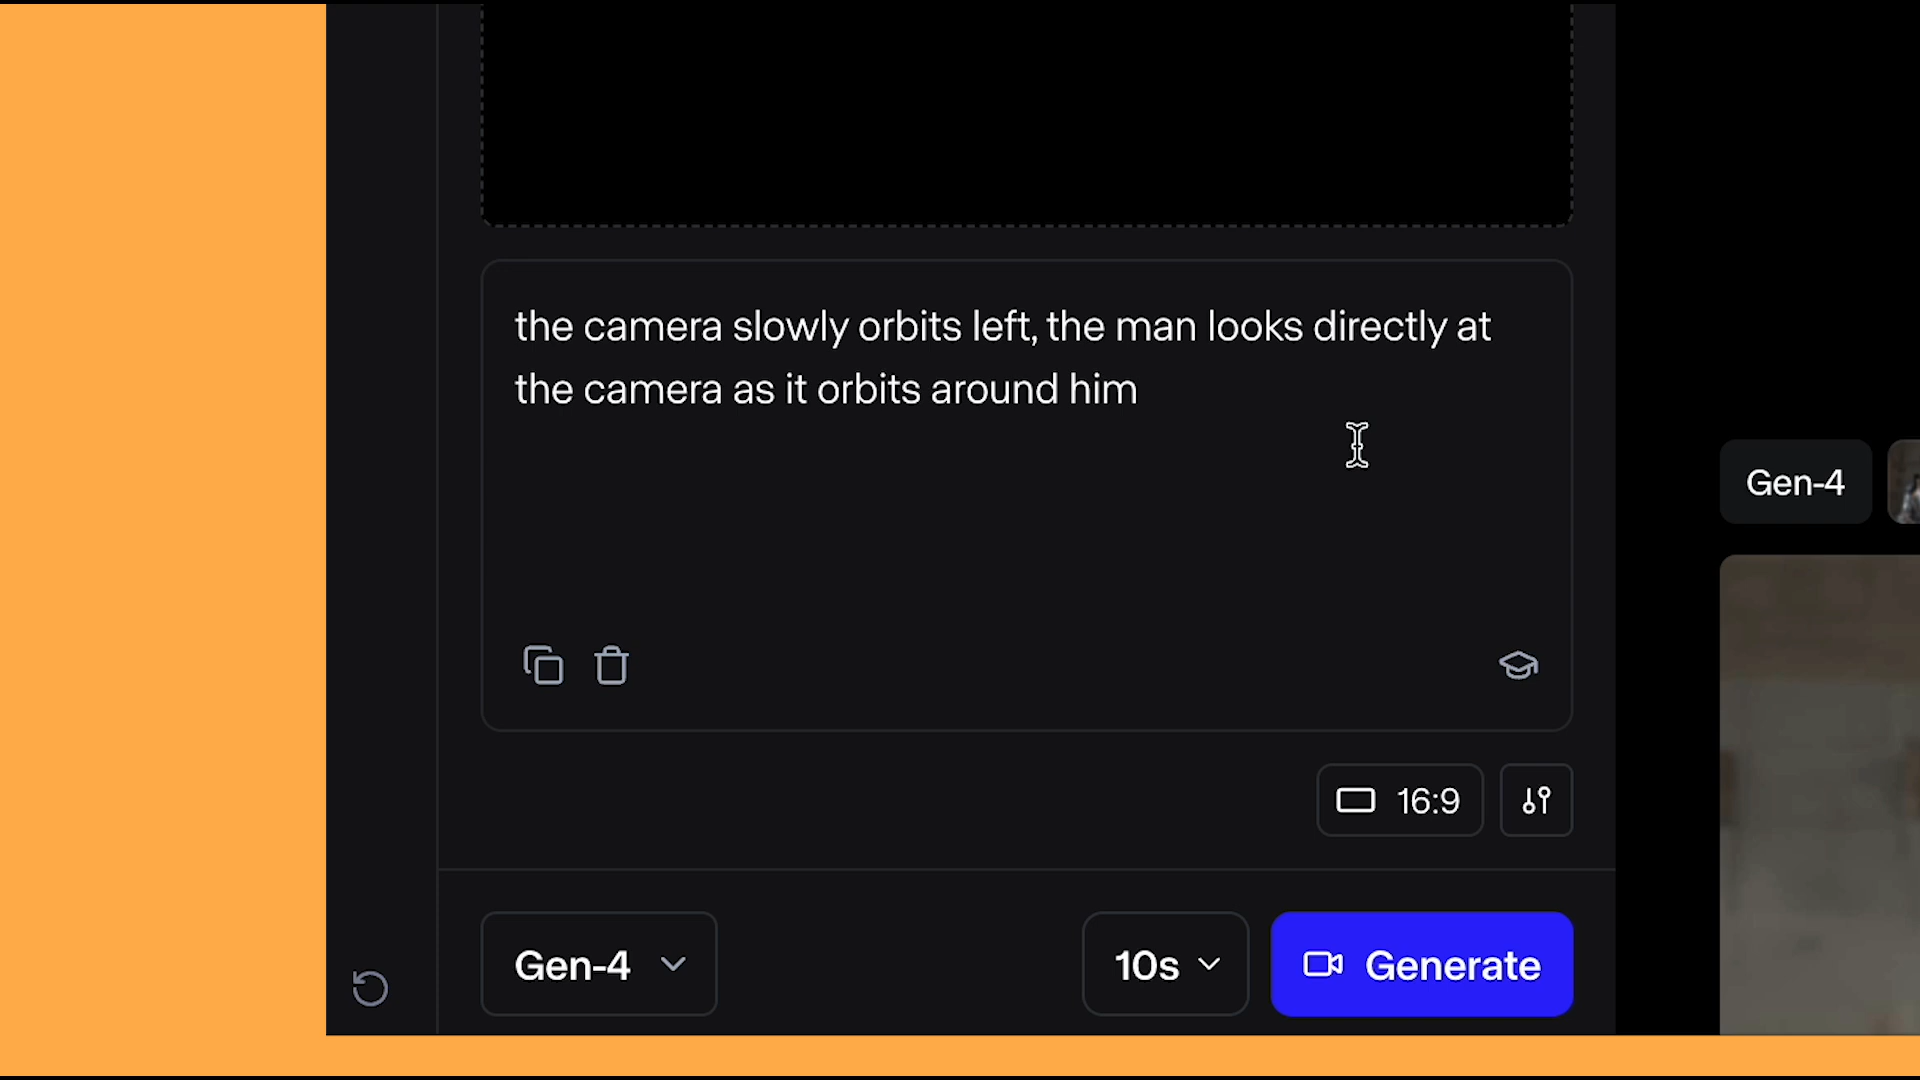 the camera slowly orbits left, the man looks directly at
the camera as it orbits around him
Gen-4
16:9
Gen-4
10s
Generate